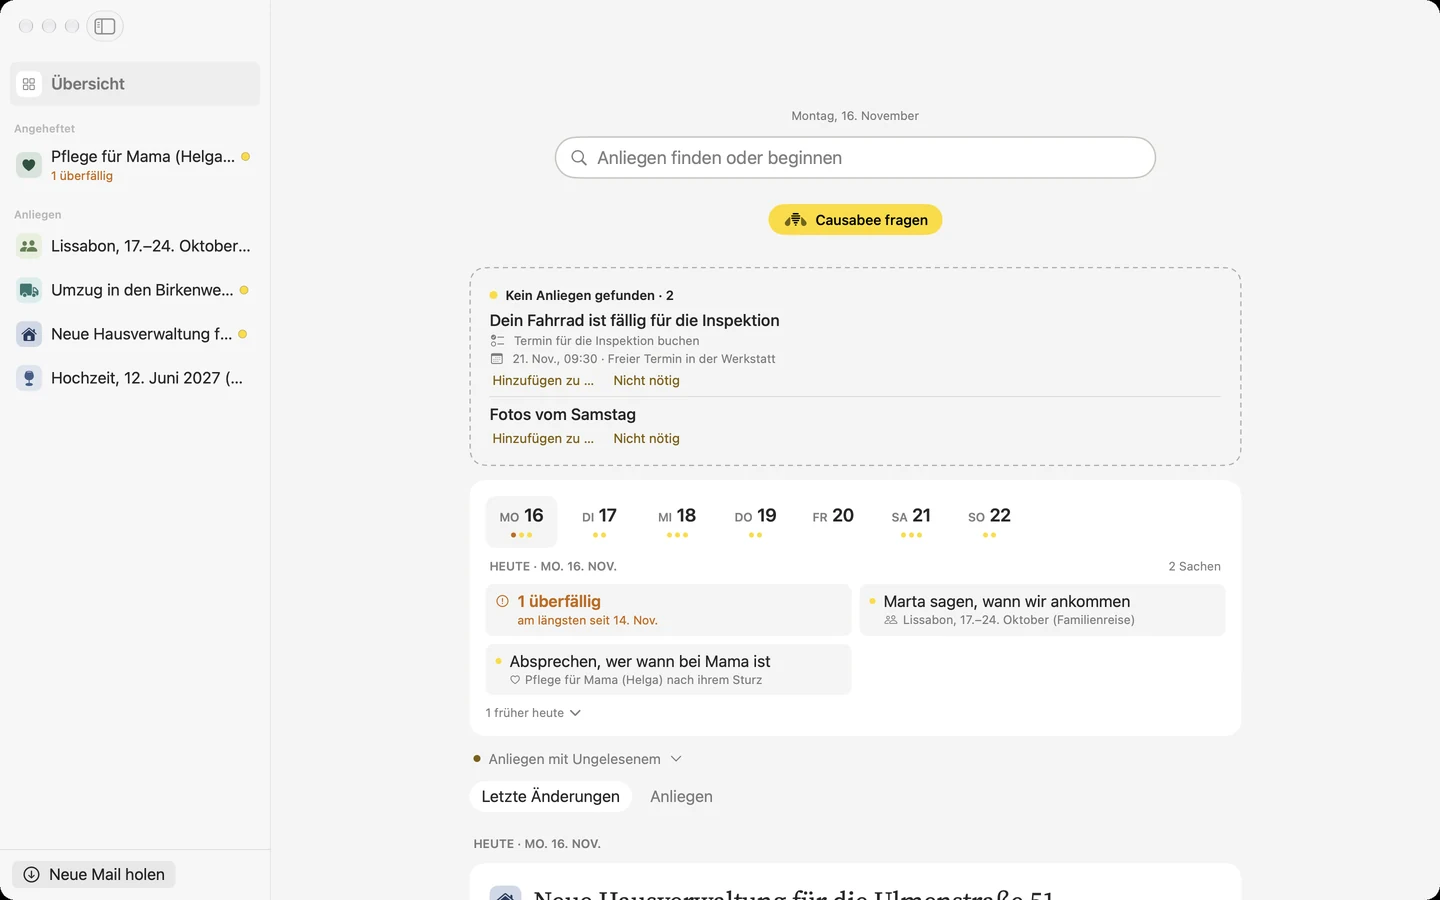 Übersicht
Angeheftet
Pflege für Mama (Helga...
1 überfällig
Anliegen
Lissabon, 17.–24. Oktober...
Umzug in den Birkenwe...
Neue Hausverwaltung f...
Hochzeit, 12. Juni 2027 (...
Neue Mail holen
Montag, 16. November
Anliegen finden oder beginnen
Causabee fragen
Kein Anliegen gefunden · 2
Dein Fahrrad ist fällig für die Inspektion
Termin für die Inspektion buchen
21. Nov., 09:30 · Freier Termin in der Werkstatt
Hinzufügen zu ... Nicht nötig
Fotos vom Samstag
Hinzufügen zu ... Nicht nötig
MO 16 DI 17 MI 18 DO 19 FR 20 SA 21 SO 22
HEUTE · MO. 16. NOV. 2 Sachen
1 überfällig
am längsten seit 14. Nov.
Marta sagen, wann wir ankommen
Lissabon, 17.–24. Oktober (Familienreise)
Absprechen, wer wann bei Mama ist
Pflege für Mama (Helga) nach ihrem Sturz
1 früher heute
Anliegen mit Ungelesenem
Letzte Änderungen Anliegen
HEUTE · MO. 16. NOV.
Neue Hausverwaltung für die Ulmenstraße 51